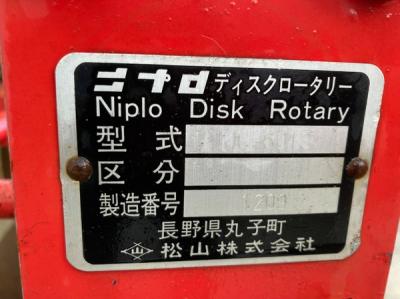 ニプロ ディスクロータリー
Niplo Disk Rotary
型式
区分
製造番号 1200
長野県丸子町
松山株式会社